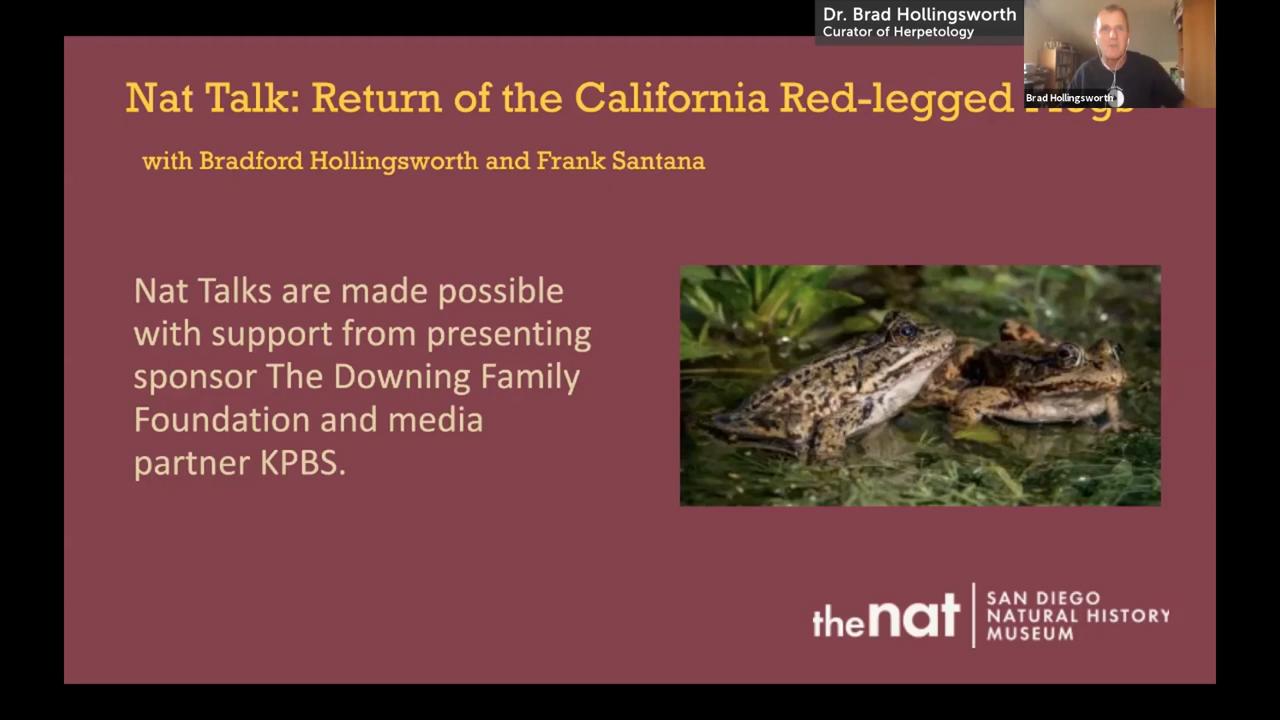 Dr. Brad Hollingsworth
Curator of Herpetology
Brad Hollingsworth
Nat Talk: Return of the California Red-legged
with Bradford Hollingsworth and Frank Santana
Nat Talks are made possible
with support from presenting
sponsor The Downing Family
Foundation and media
partner KPBS.
thenat
SAN DIEGO
NATURAL HISTORY
MUSEUM